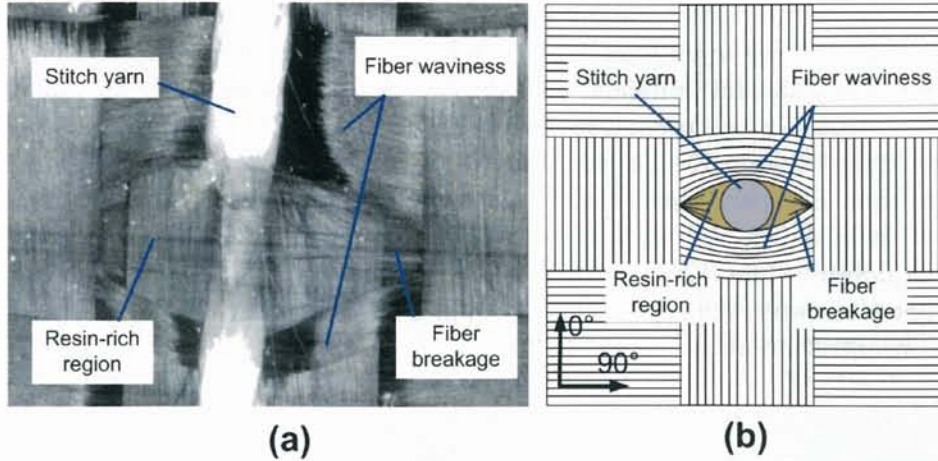 Stitch yarn
Fiber waviness
Resin-rich
region
Fiber
breakage
(a)
Stitch yarn
Fiber waviness
Resin-rich
region
Fiber
breakage
0°
90°
(b)